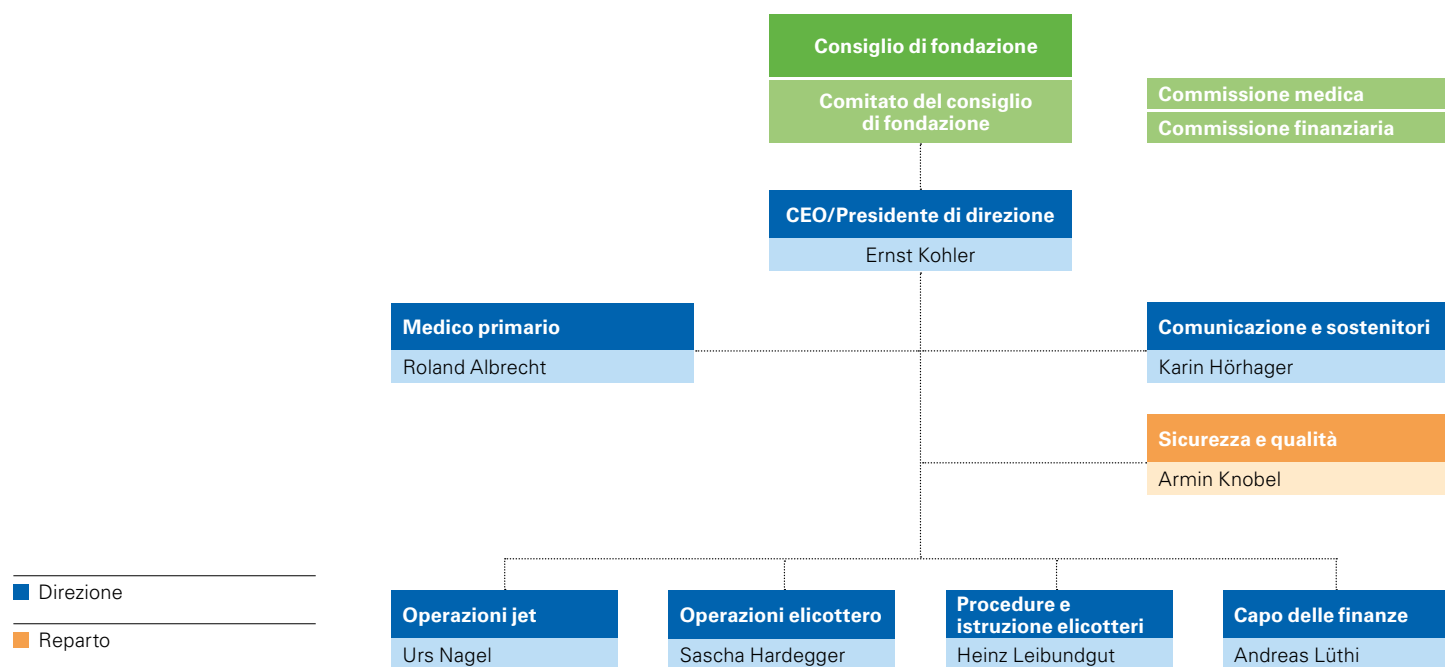 Consiglio di fondazione
Comitato del consiglio
di fondazione
Commissione medica
Commissione finanziaria
CEO/Presidente di direzione
Ernst Kohler
Medico primario
Roland Albrecht
Comunicazione e sostenitori
Karin Hörhager
Sicurezza e qualità
Armin Knobel
Direzione
Reparto
Operazioni jet
Urs Nagel
Operazioni elicottero
Sascha Hardegger
Procedure e
istruzione elicotteri
Heinz Leibundgut
Capo delle finanze
Andreas Lüthi